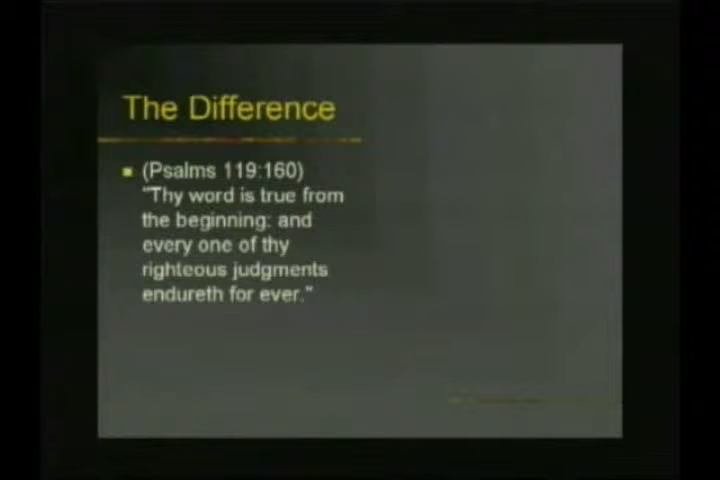 The Difference
(Psalms 119:160)
"Thy word is true from
the beginning: and
every one of thy
righteous judgments
endureth for ever."